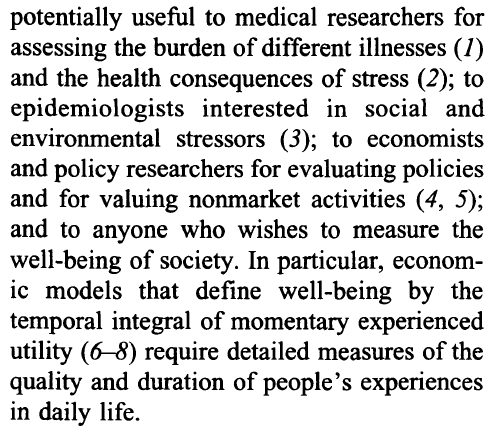 potentially useful to medical researchers for
assessing the burden of different illnesses (1)
and the health consequences of stress (2); to
epidemiologists interested in social and
environmental stressors (3); to economists
and policy researchers for evaluating policies
and for valuing nonmarket activities (4, 5);
and to anyone who wishes to measure the
well-being of society. In particular, econom-
ic models that define well-being by the
temporal integral of momentary experienced
utility (6–8) require detailed measures of the
quality and duration of people's experiences
in daily life.